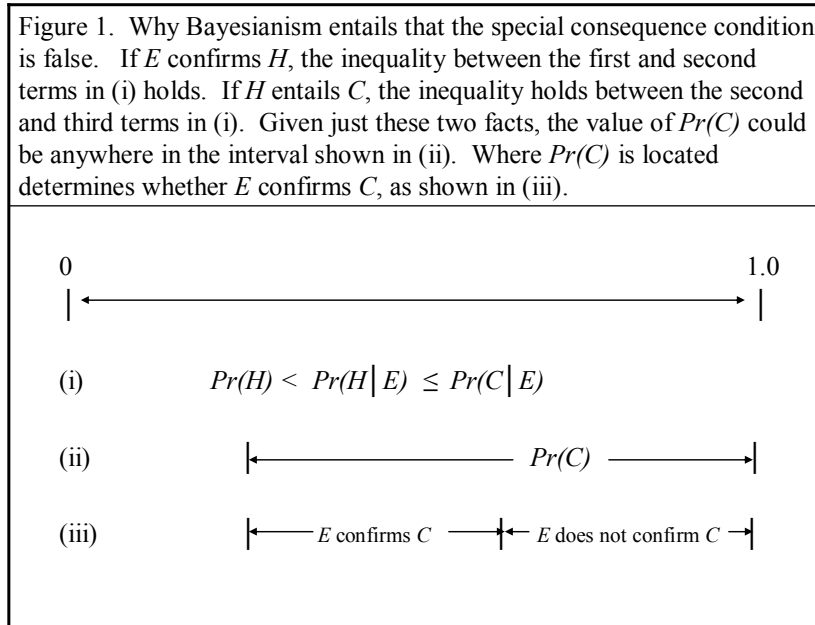 Figure 1.  Why Bayesianism entails that the special consequence condition
is false.   If E confirms H, the inequality between the first and second
terms in (i) holds.  If H entails C, the inequality holds between the second
and third terms in (i).  Given just these two facts, the value of Pr(C) could
be anywhere in the interval shown in (ii).  Where Pr(C) is located
determines whether E confirms C, as shown in (iii).
0 1.0
(i) Pr(H) < Pr(H│E) ≤ Pr(C│E)
(ii) Pr(C)
(iii) E confirms C E does not confirm C